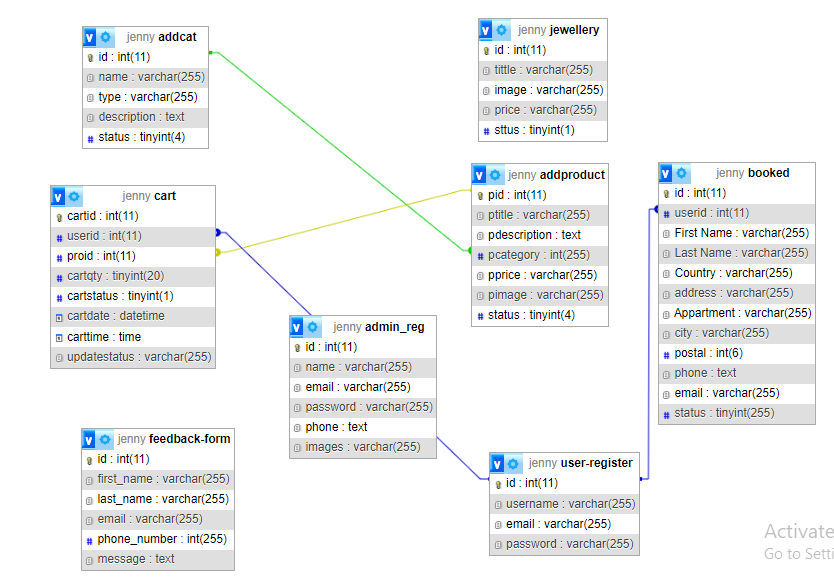 jenny addcat
id : int(11)
name : varchar(255)
type : varchar(255)
description : text
status : tinyint(4)
jenny jewellery
id : int(11)
tittle : varchar(255)
image : varchar(255)
price : varchar(255)
sttus : tinyint(1)
jenny cart
cartid : int(11)
userid : int(11)
proid : int(11)
cartqty : tinyint(20)
cartstatus : tinyint(1)
cartdate : datetime
carttime : time
updatestatus : varchar(255)
jenny addproduct
pid : int(11)
ptitle : varchar(255)
pdescription : text
pcategory : int(255)
pprice : varchar(255)
pimage : varchar(255)
status : tinyint(4)
jenny booked
id : int(11)
userid : int(11)
First Name : varchar(255)
Last Name : varchar(255)
Country : varchar(255)
address : varchar(255)
Appartment : varchar(255)
city : varchar(255)
postal : int(6)
phone : text
email : varchar(255)
status : tinyint(255)
jenny admin_reg
id : int(11)
name : varchar(255)
email : varchar(255)
password : varchar(255)
phone : text
images : varchar(255)
jenny feedback-form
id : int(11)
first_name : varchar(255)
last_name : varchar(255)
email : varchar(255)
phone_number : int(255)
message : text
jenny user-register
id : int(11)
username : varchar(255)
email : varchar(255)
password : varchar(255)
Activate
Go to Setti